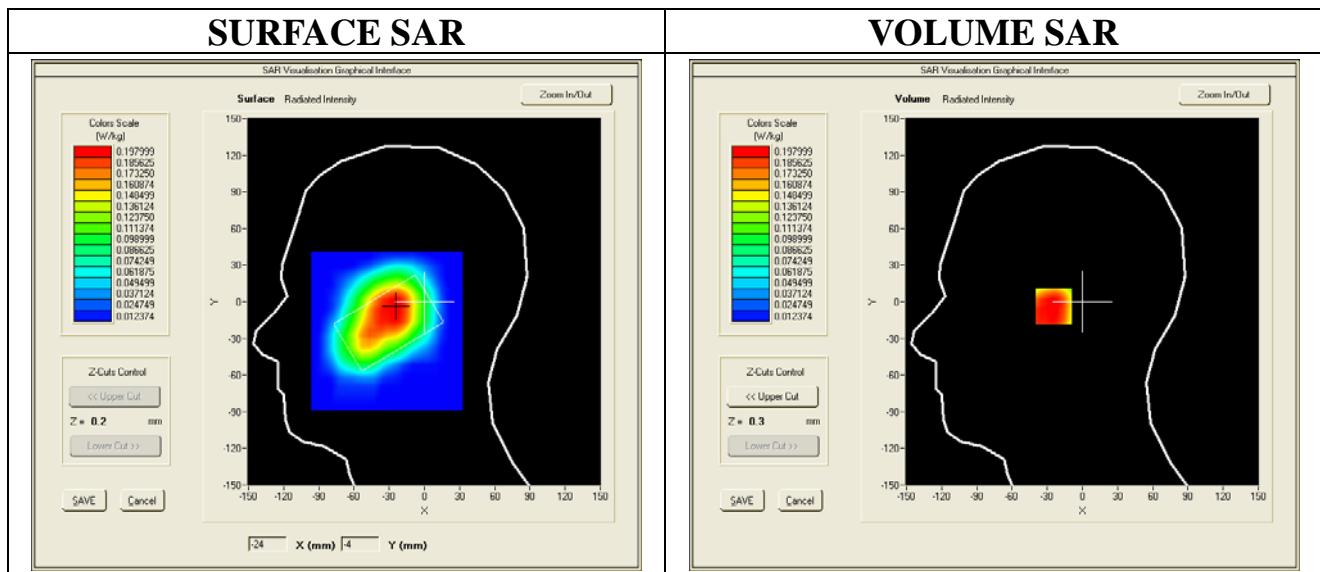 SURFACE SAR
VOLUME SAR
SAR Visualisation Graphical Interface
Surface Radiated Intensity
Zoom In/Out
Colors Scale
(W/kg)
0.197999
0.185625
0.173250
0.160874
0.148499
0.136124
0.123750
0.111374
0.098999
0.086625
0.074249
0.061875
0.049499
0.037124
0.024749
0.012374
Z-Cuts Control
<< Upper Cut
Z = 0.2 mm
Lower Cut >>
SAVE Cancel
150
120
90
60
30
0
-30
-60
-90
-120
-150
Y
-150 -120 -90 -60 -30 0 30 60 90 120 150
X
-24 X (mm) -4 Y (mm)
SAR Visualisation Graphical Interface
Volume Radiated Intensity
Zoom In/Out
Colors Scale
(W/kg)
0.197999
0.185625
0.173250
0.160874
0.148499
0.136124
0.123750
0.111374
0.098999
0.086625
0.074249
0.061875
0.049499
0.037124
0.024749
0.012374
Z-Cuts Control
<< Upper Cut
Z = 0.3 mm
Lower Cut >>
SAVE Cancel
150
120
90
60
30
0
-30
-60
-90
-120
-150
Y
-150 -120 -90 -60 -30 0 30 60 90 120 150
X